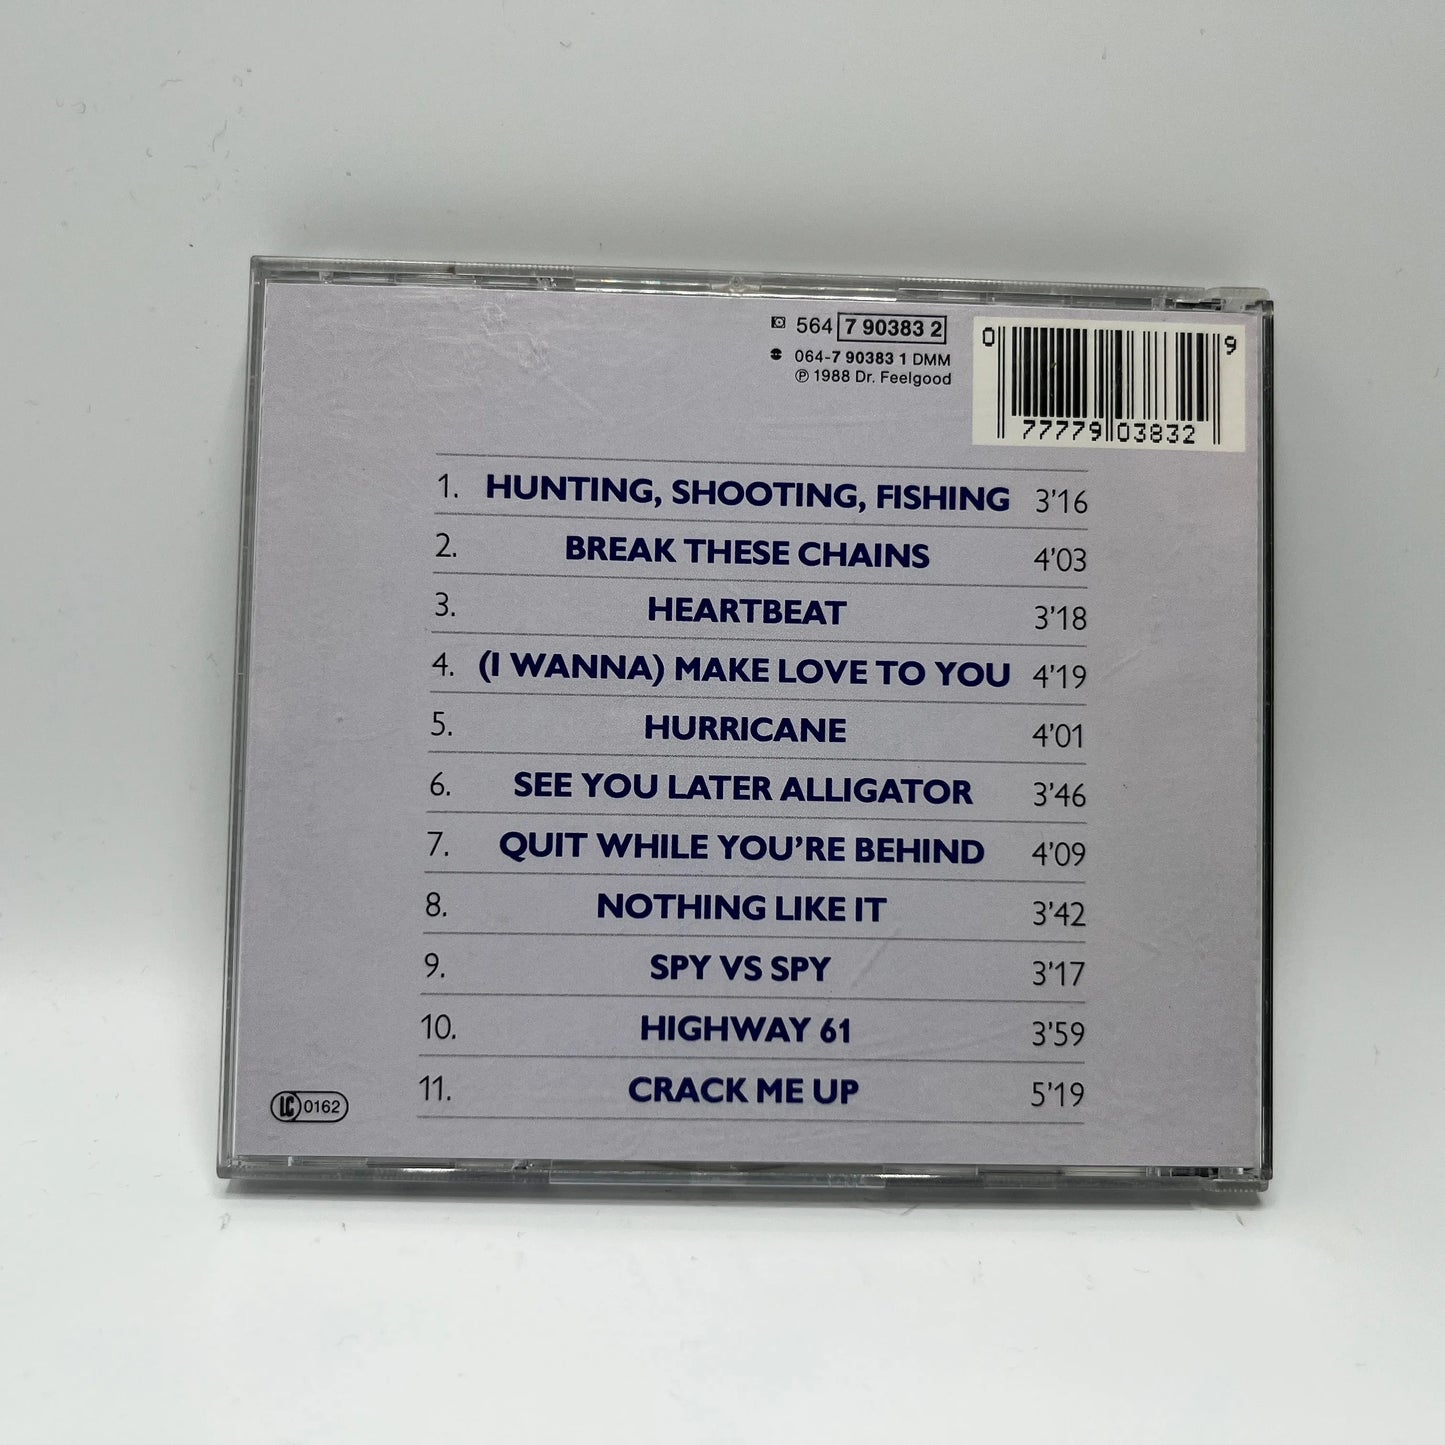 564 7 90383 2
064-7 90383 1 DMM
℗ 1988 Dr. Feelgood
0 77779 03832 9
1. HUNTING, SHOOTING, FISHING 3'16
2. BREAK THESE CHAINS 4'03
3. HEARTBEAT 3'18
4. (I WANNA) MAKE LOVE TO YOU 4'19
5. HURRICANE 4'01
6. SEE YOU LATER ALLIGATOR 3'46
7. QUIT WHILE YOU'RE BEHIND 4'09
8. NOTHING LIKE IT 3'42
9. SPY VS SPY 3'17
10. HIGHWAY 61 3'59
11. CRACK ME UP 5'19
LC 0162